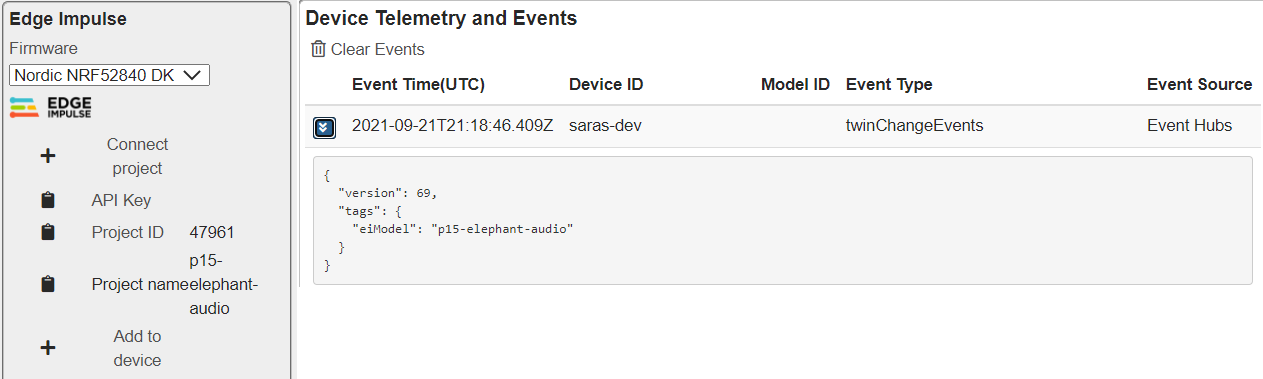 Edge Impulse
Firmware
Nordic NRF52840 DK
EDGE
IMPULSE
Connect
project
API Key
Project ID 47961
Project name p15-
elephant-
audio
Add to
device
Device Telemetry and Events
Clear Events
Event Time(UTC) Device ID Model ID Event Type Event Source
2021-09-21T21:18:46.409Z saras-dev twinChangeEvents Event Hubs
{
"version": 69,
"tags": {
"eiModel": "p15-elephant-audio"
}
}